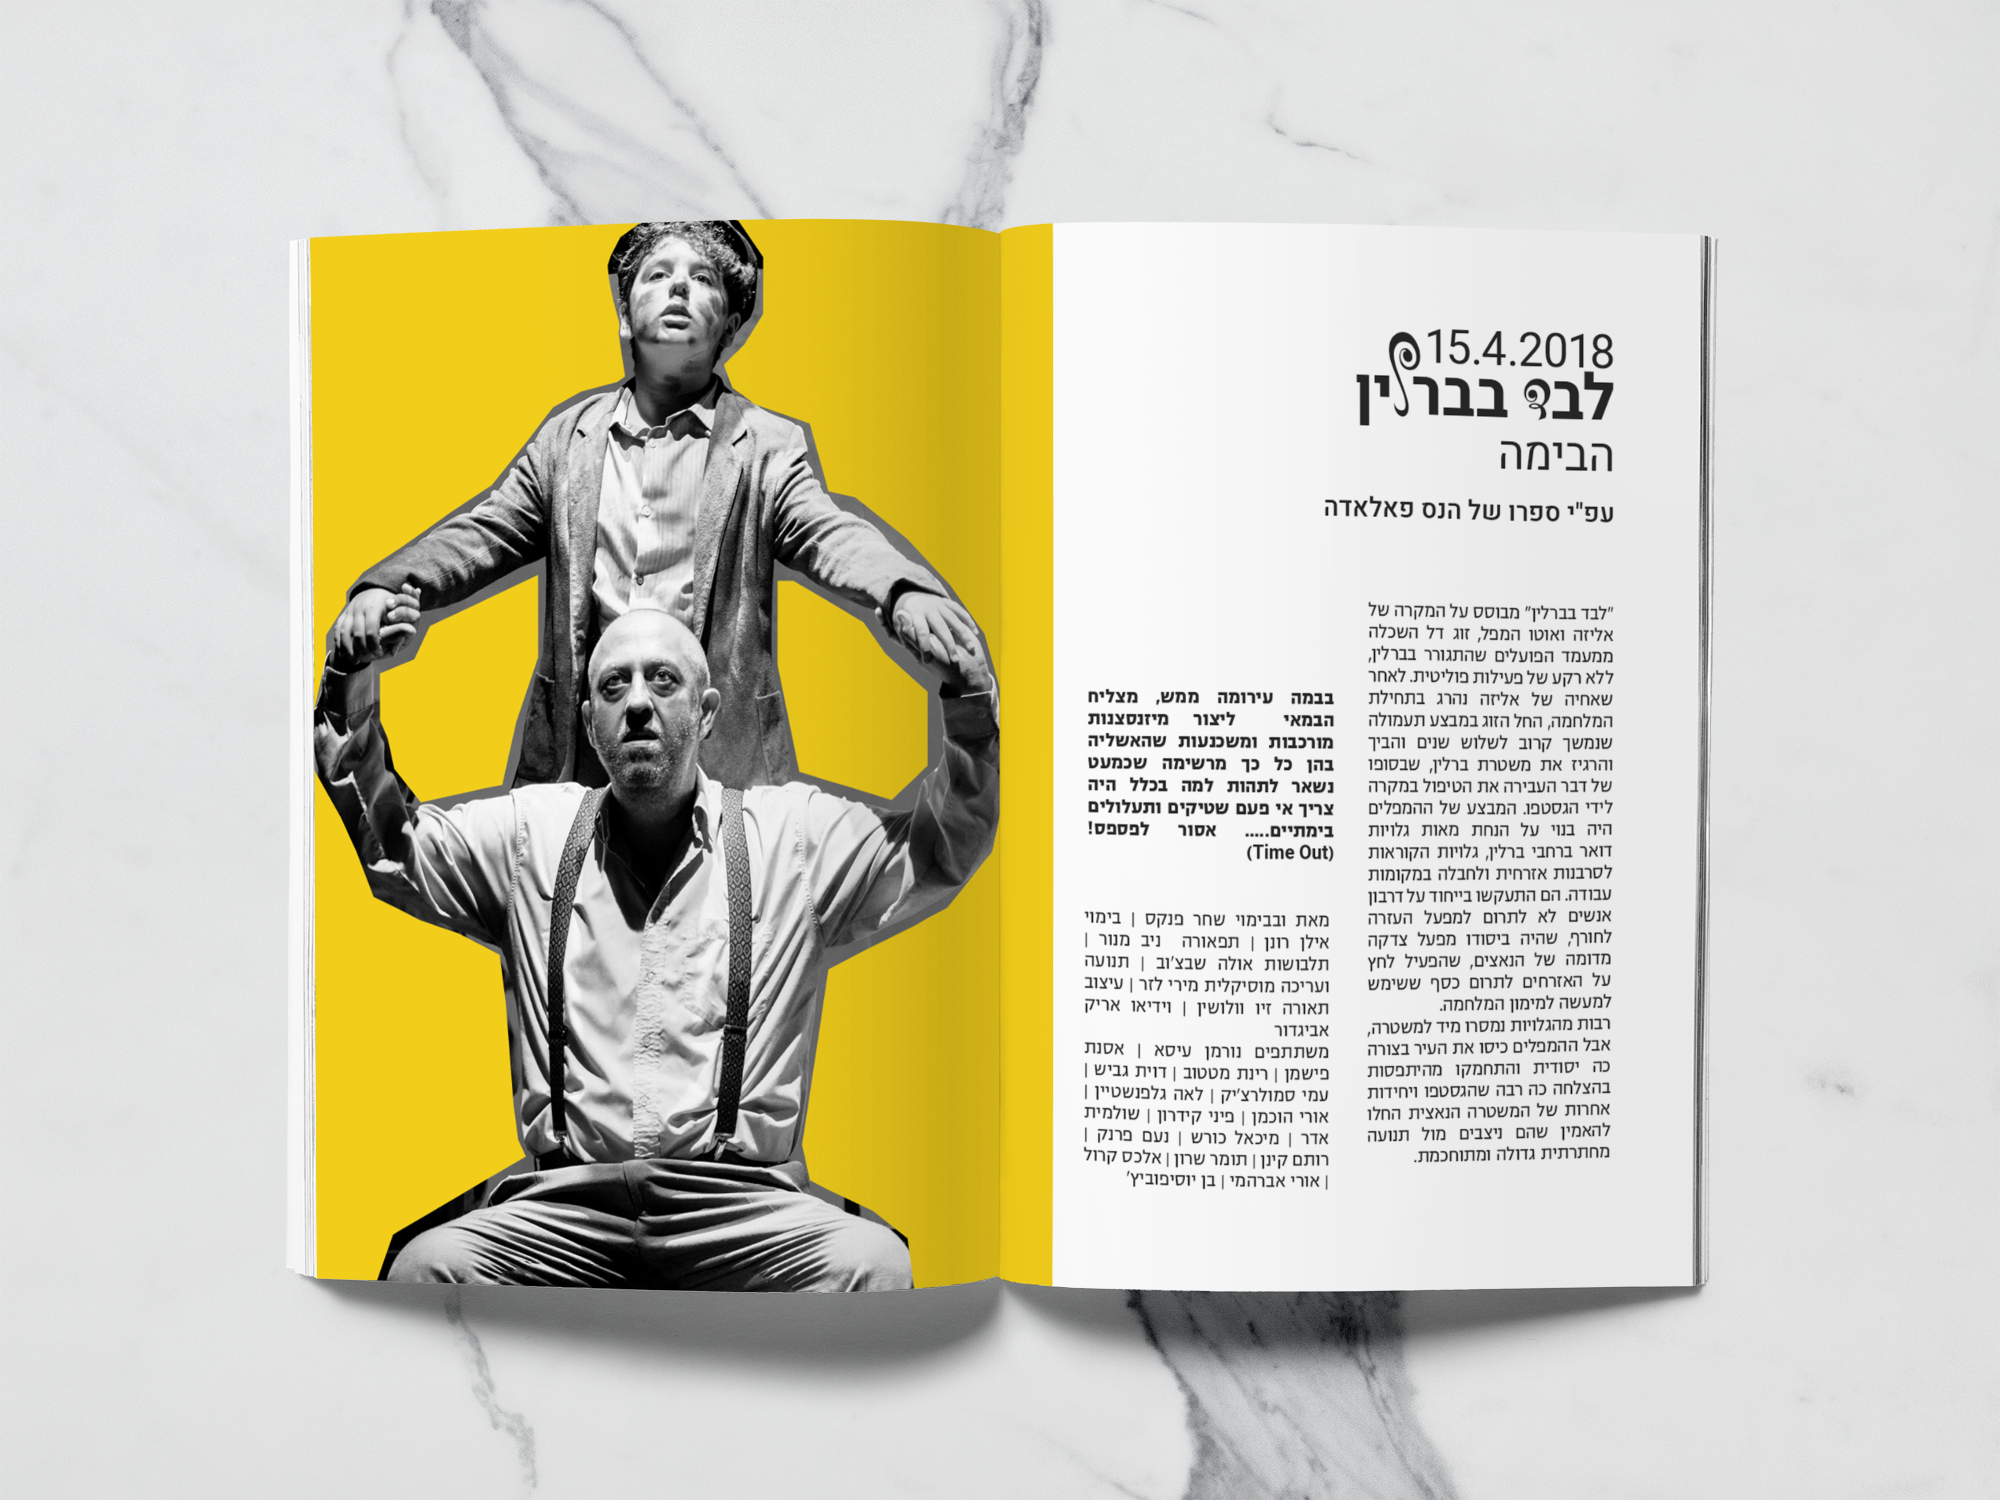 15.4.2018
לבד בברלין
הבימה
עפ"י ספרו של הנס פאלאדה
"לבד בברלין" מבוסס על המקרה של
אליזה ואוטו המפל, זוג דל השכלה
ממעמד הפועלים שהתגורר בברלין,
ללא רקע של פעילות פוליטית. לאחר
שאחיה של אליזה נהרג בתחילת
המלחמה, החל הזוג במבצע תעמולה
שנמשך קרוב לשלוש שנים והביך
והרגיז את משטרת ברלין, שבסופו
של דבר העבירה את הטיפול במקרה
לידי הגסטפו. המבצע של ההמפלים
היה בנוי על הנחת מאות גלויות
דואר ברחבי ברלין, גלויות הקוראות
לסרבנות אזרחית ולחבלה במקומות
עבודה. הם התעקשו בייחוד על דרבון
אנשים לא לתרום למפעל העזרה
לחורף, שהיה ביסודו מפעל צדקה
מדומה של הנאצים, שהפעיל לחץ
על האזרחים לתרום כסף ששימש
למעשה למימון המלחמה.
רבות מהגלויות נמסרו מיד למשטרה,
אבל ההמפלים כיסו את העיר בצורה
כה יסודית והתחמקו מהיתפסות
בהצלחה כה רבה שהגסטפו ויחידות
אחרות של המשטרה הנאצית החלו
להאמין שהם ניצבים מול תנועה
מחתרתית גדולה ומתוחכמת.
בבמה עירומה ממש, מצליח
הבמאי ליצור מיזנסצנות
מורכבות ומשכנעות שהאשליה
בהן כל כך מרשימה שכמעט
נשאר לתהות למה בכלל היה
צריך אי פעם שטיקים ותעלולים
בימתיים..... אסור לפספס!
(Time Out)
מאת ובבימוי שחר פנקס | בימוי
אילן רונן | תפאורה ניב מנור |
תלבושות אולה שבצ'וב | תנועה
ועריכה מוסיקלית מירי לזר | עיצוב
תאורה זיו וולושין | וידיאו אריק
אביגדור
משתתפים נורמן עיסא | אסנת
פישמן | רינת מטטוב | דוית גביש |
עמי סמולרצ'יק | לאה גלפנשטיין |
אורי הוכמן | פיני קידרון | שולמית
אדר | מיכאל כורש | נעם פרנק |
רותם קינן | תומר שרון | אלכס קרול
| אורי אברהמי | בן יוסיפוביץ'